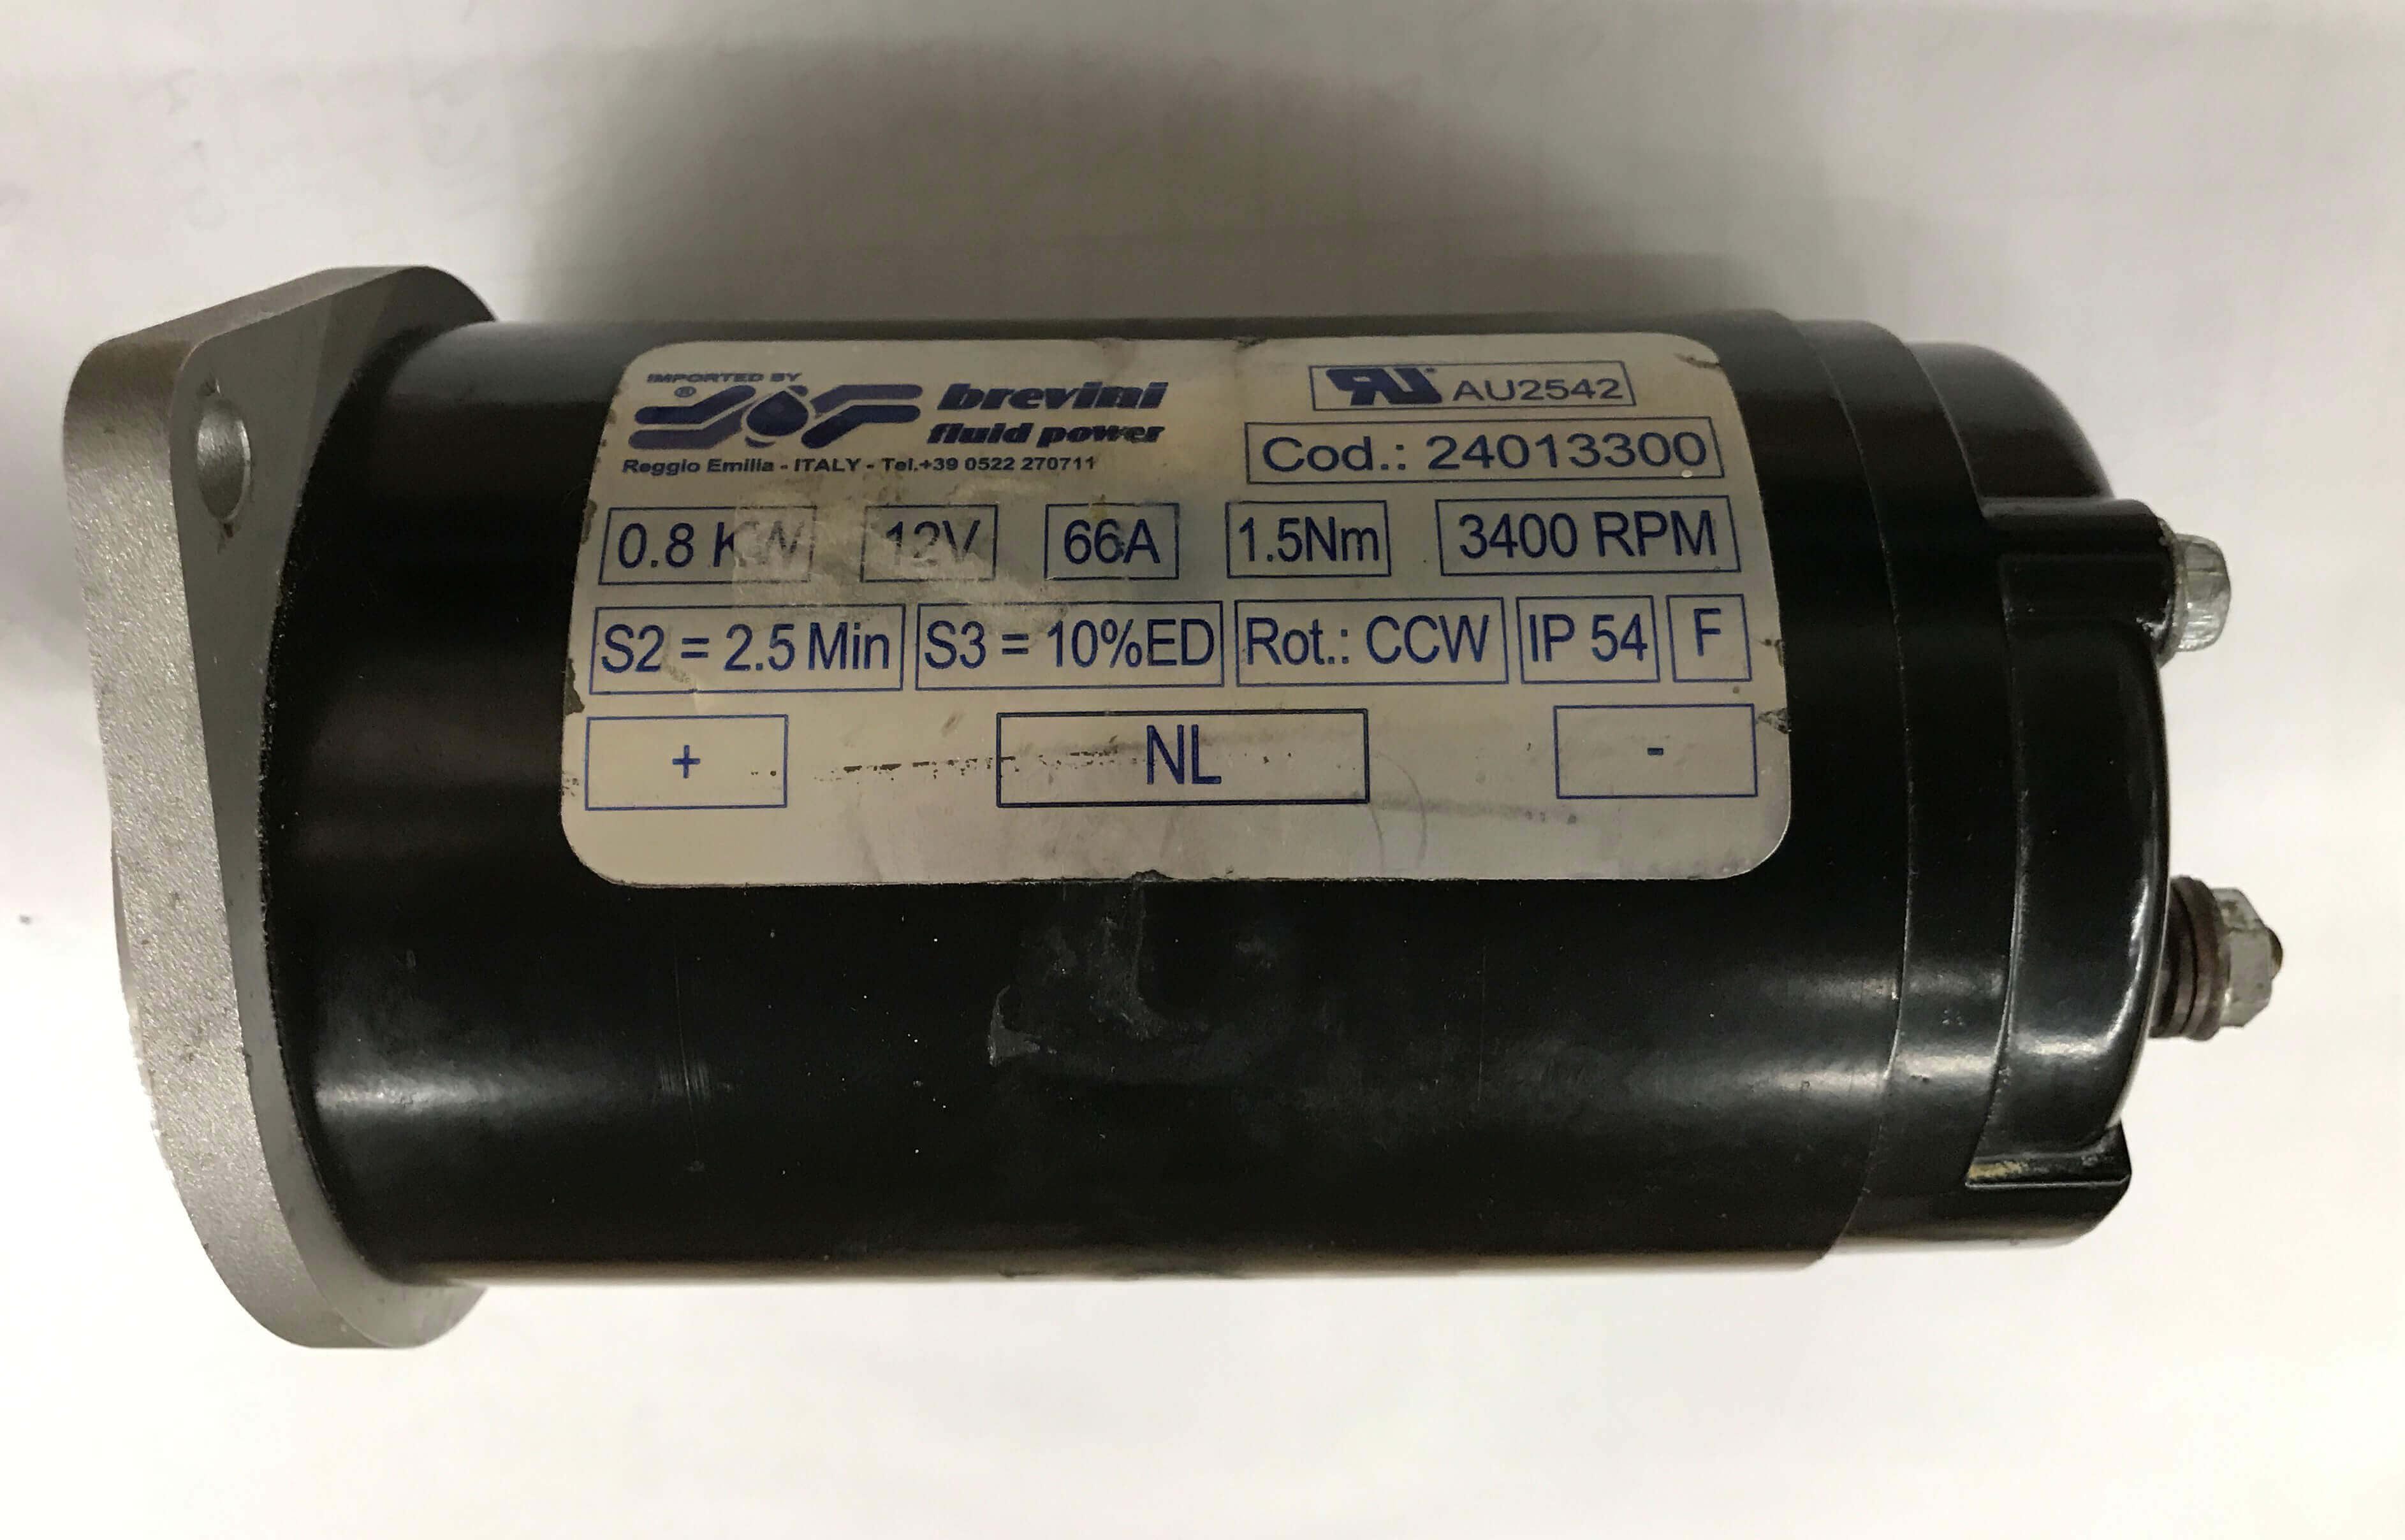 IMPORTED BY
® brevini
fluid power
Reggio Emilia - ITALY - Tel.+39 0522 270711
RU AU2542
Cod.: 24013300
0.8 KW 12V 66A 1.5Nm 3400 RPM
S2 = 2.5 Min S3 = 10%ED Rot.: CCW IP 54 F
+ NL -